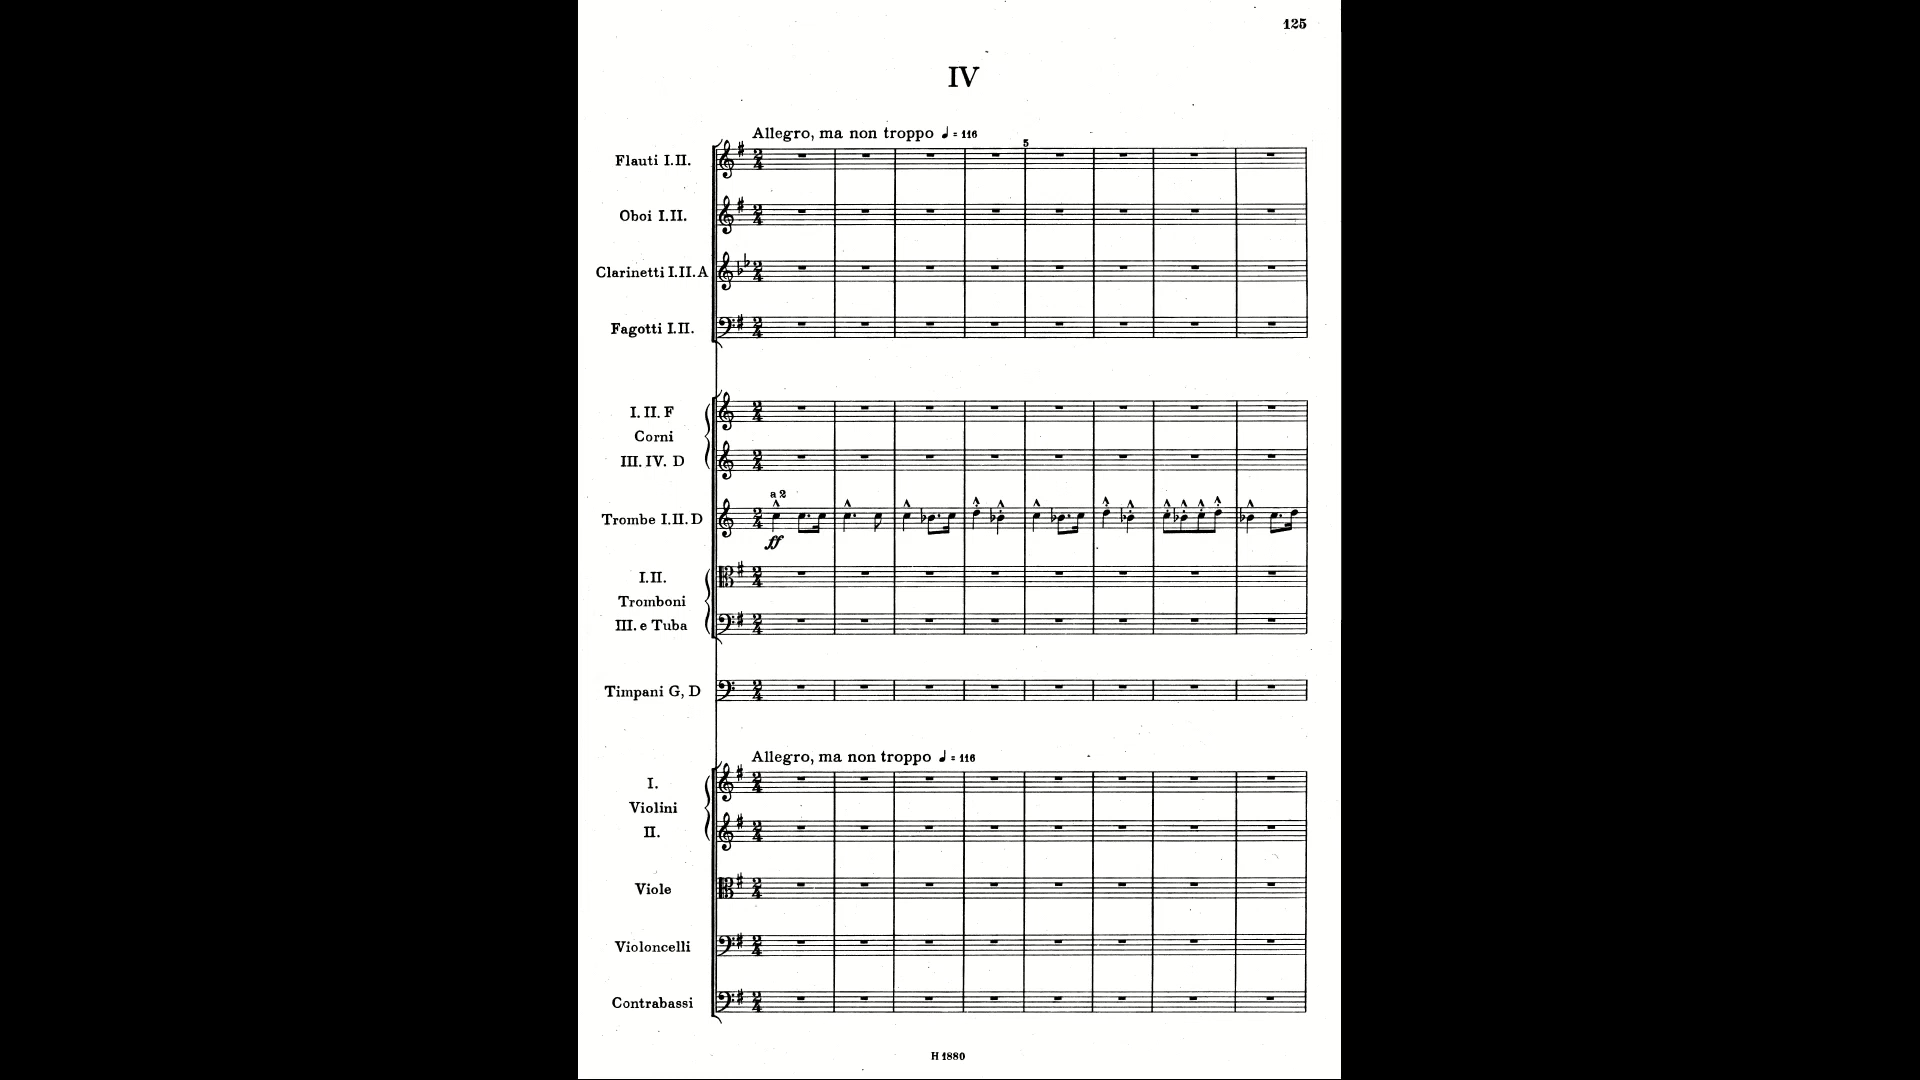 125
IV
Allegro, ma non troppo ♩ = 116
5
Flauti I.II.
Oboi I.II.
Clarinetti I.II.A
Fagotti I.II.
I. II. F
Corni
III. IV. D
a 2
Trombe I.II. D
ff
I.II.
Tromboni
III. e Tuba
Timpani G, D
Allegro, ma non troppo ♩ = 116
I.
Violini
II.
Viole
Violoncelli
Contrabassi
H 1880